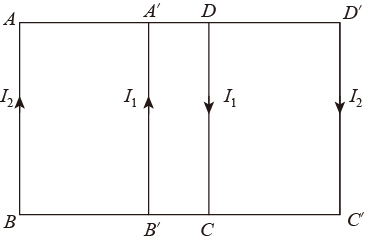 A A′ D D′
I₂ I₁ I₁ I₂
B B′ C C′